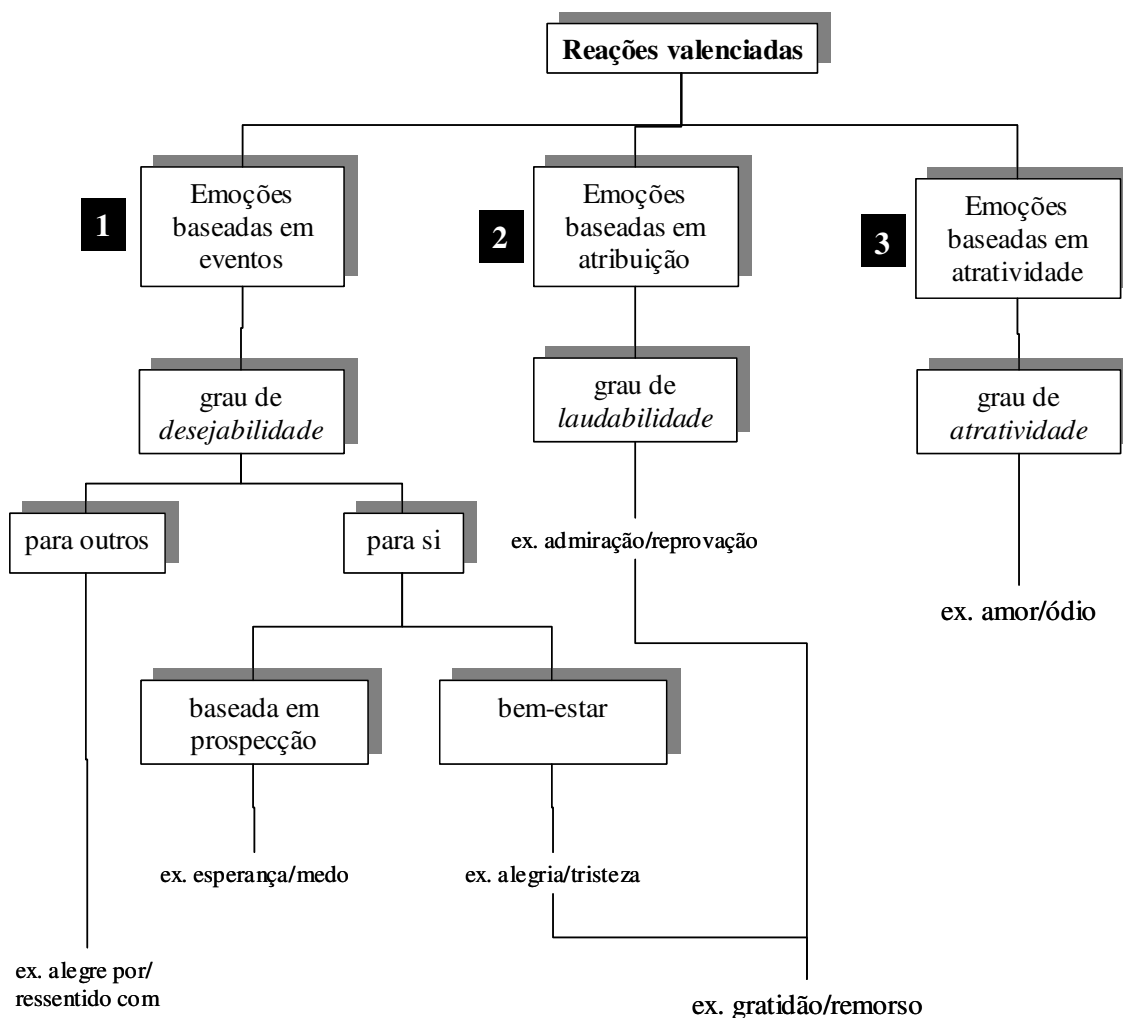 Reações valenciadas
1
Emoções
baseadas em
eventos
2
Emoções
baseadas em
atribuição
3
Emoções
baseadas em
atratividade
grau de
desejabilidade
grau de
laudabilidade
grau de
atratividade
para outros
para si
ex. admiração/reprovação
ex. amor/ódio
baseada em
prospecção
bem-estar
ex. esperança/medo
ex. alegria/tristeza
ex. alegre por/
ressentido com
ex. gratidão/remorso